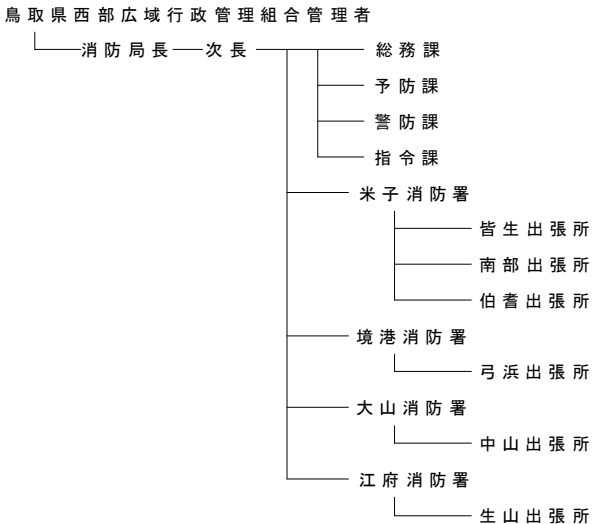 鳥取県西部広域行政管理組合管理者
消防局長 次長 総務課
予防課
警防課
指令課
米子消防署
皆生出張所
南部出張所
伯耆出張所
境港消防署
弓浜出張所
大山消防署
中山出張所
江府消防署
生山出張所